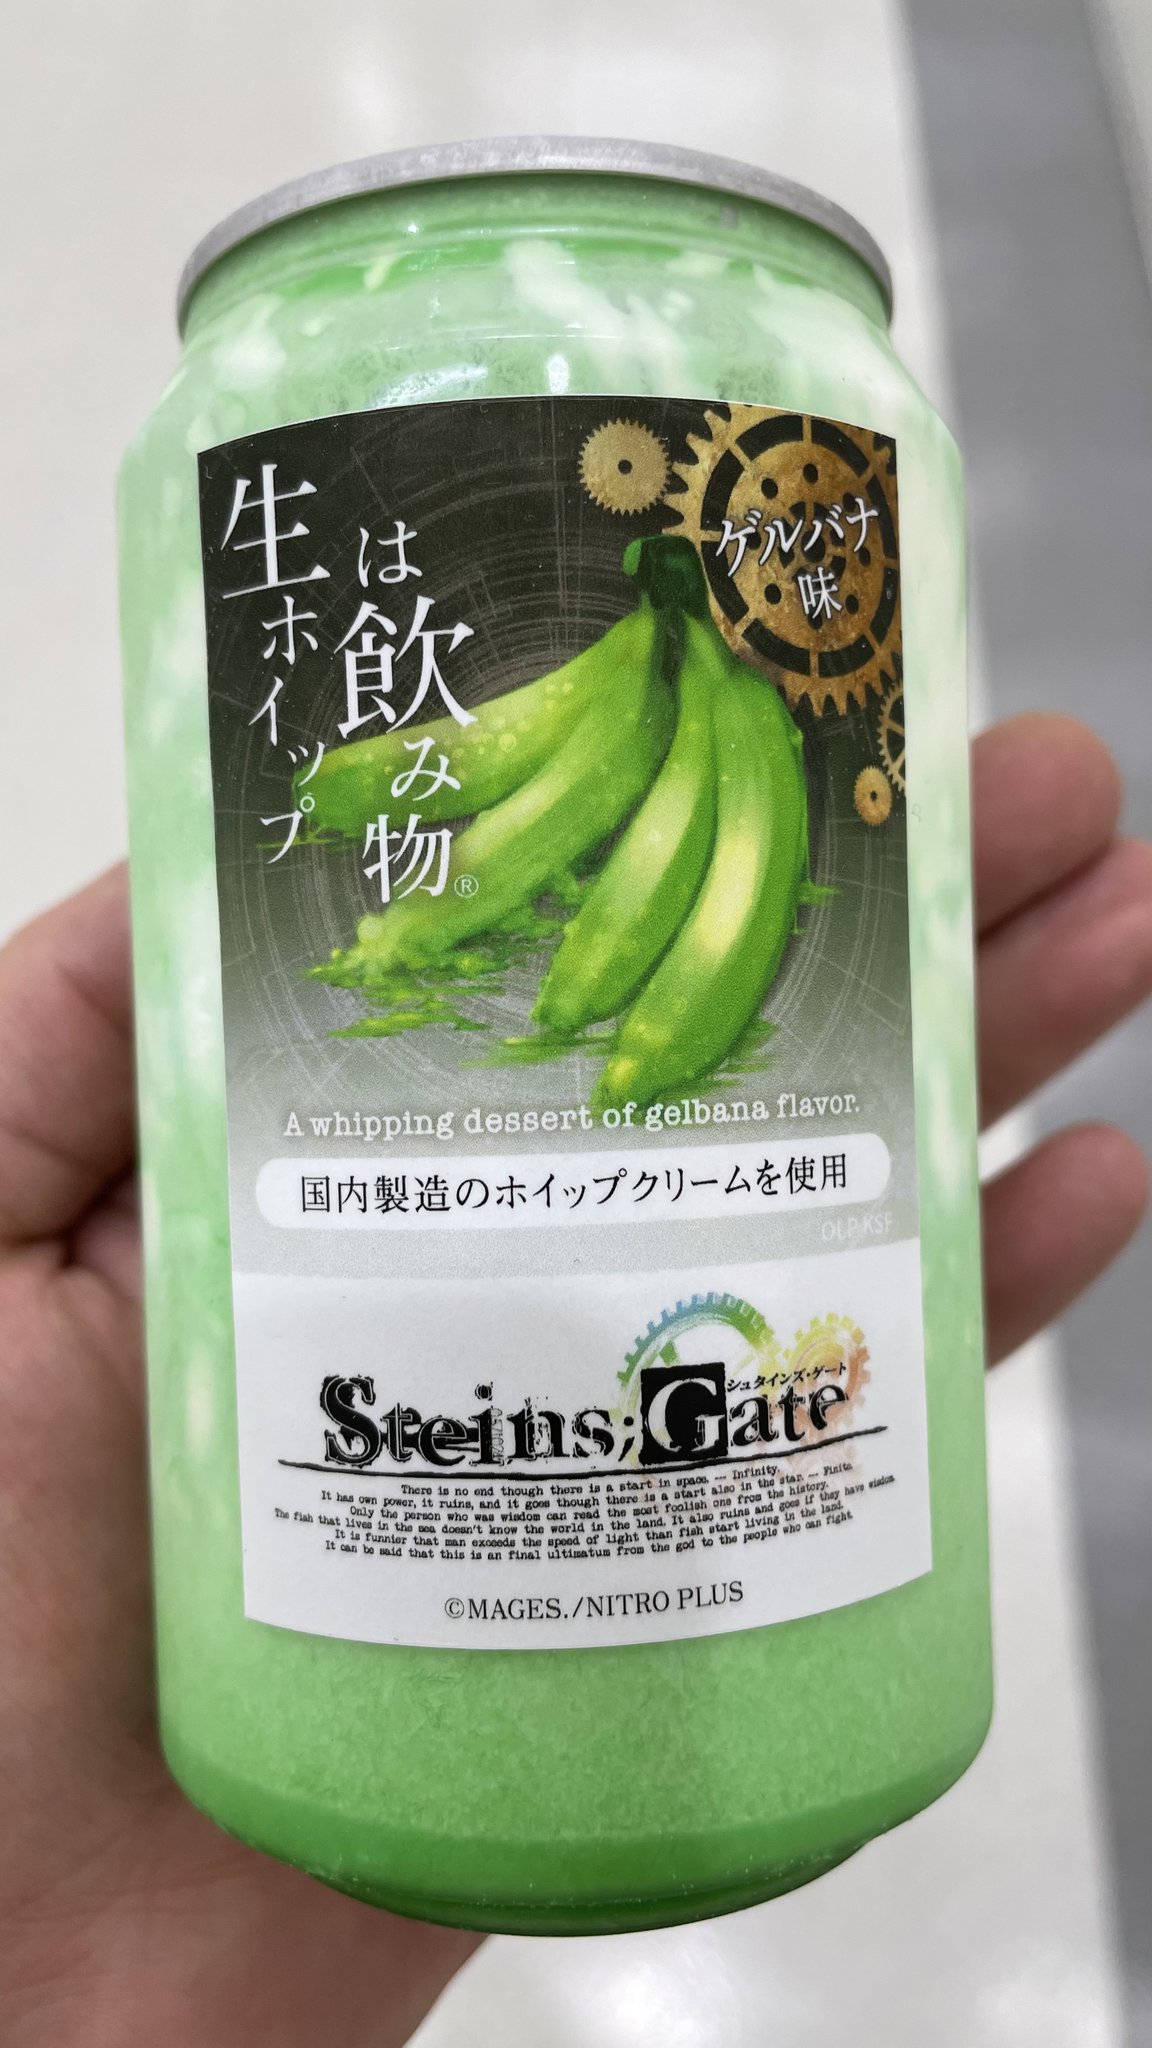 生ホイップ
は飲み物®
ゲルバナ
味
A whipping dessert of gelbana flavor.
国内製造のホイップクリームを使用
OLP KSF
Steins;Gate
シュタインズ・ゲート
There is no end though there is a start in space. ― Infinity.
It has own power, it ruins, and it goes though there is a start also in the star. ― Finite.
Only the person who was wisdom can read the most foolish one from the history.
The fish that lives in the sea doesn't know the world in the land. It also ruins and goes if they have wisdom.
It is funnier that man exceeds the speed of light than fish start living in the land.
It can be said that this is an final ultimatum from the god to the people who can fight.
©MAGES./NITRO PLUS